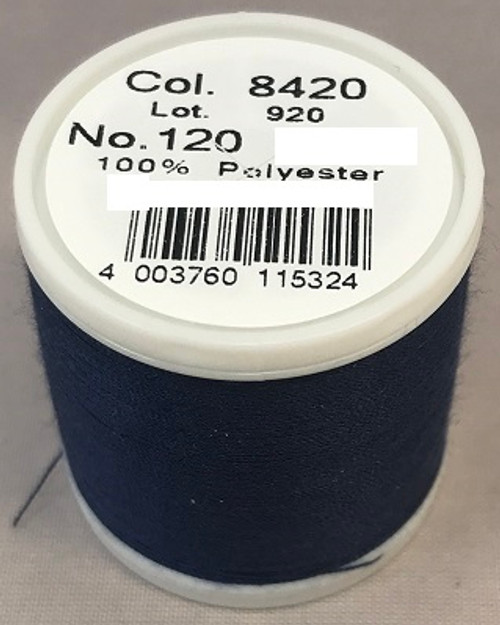 Col. 8420
Lot. 920
No. 120
100% Polyester
4 003760 115324